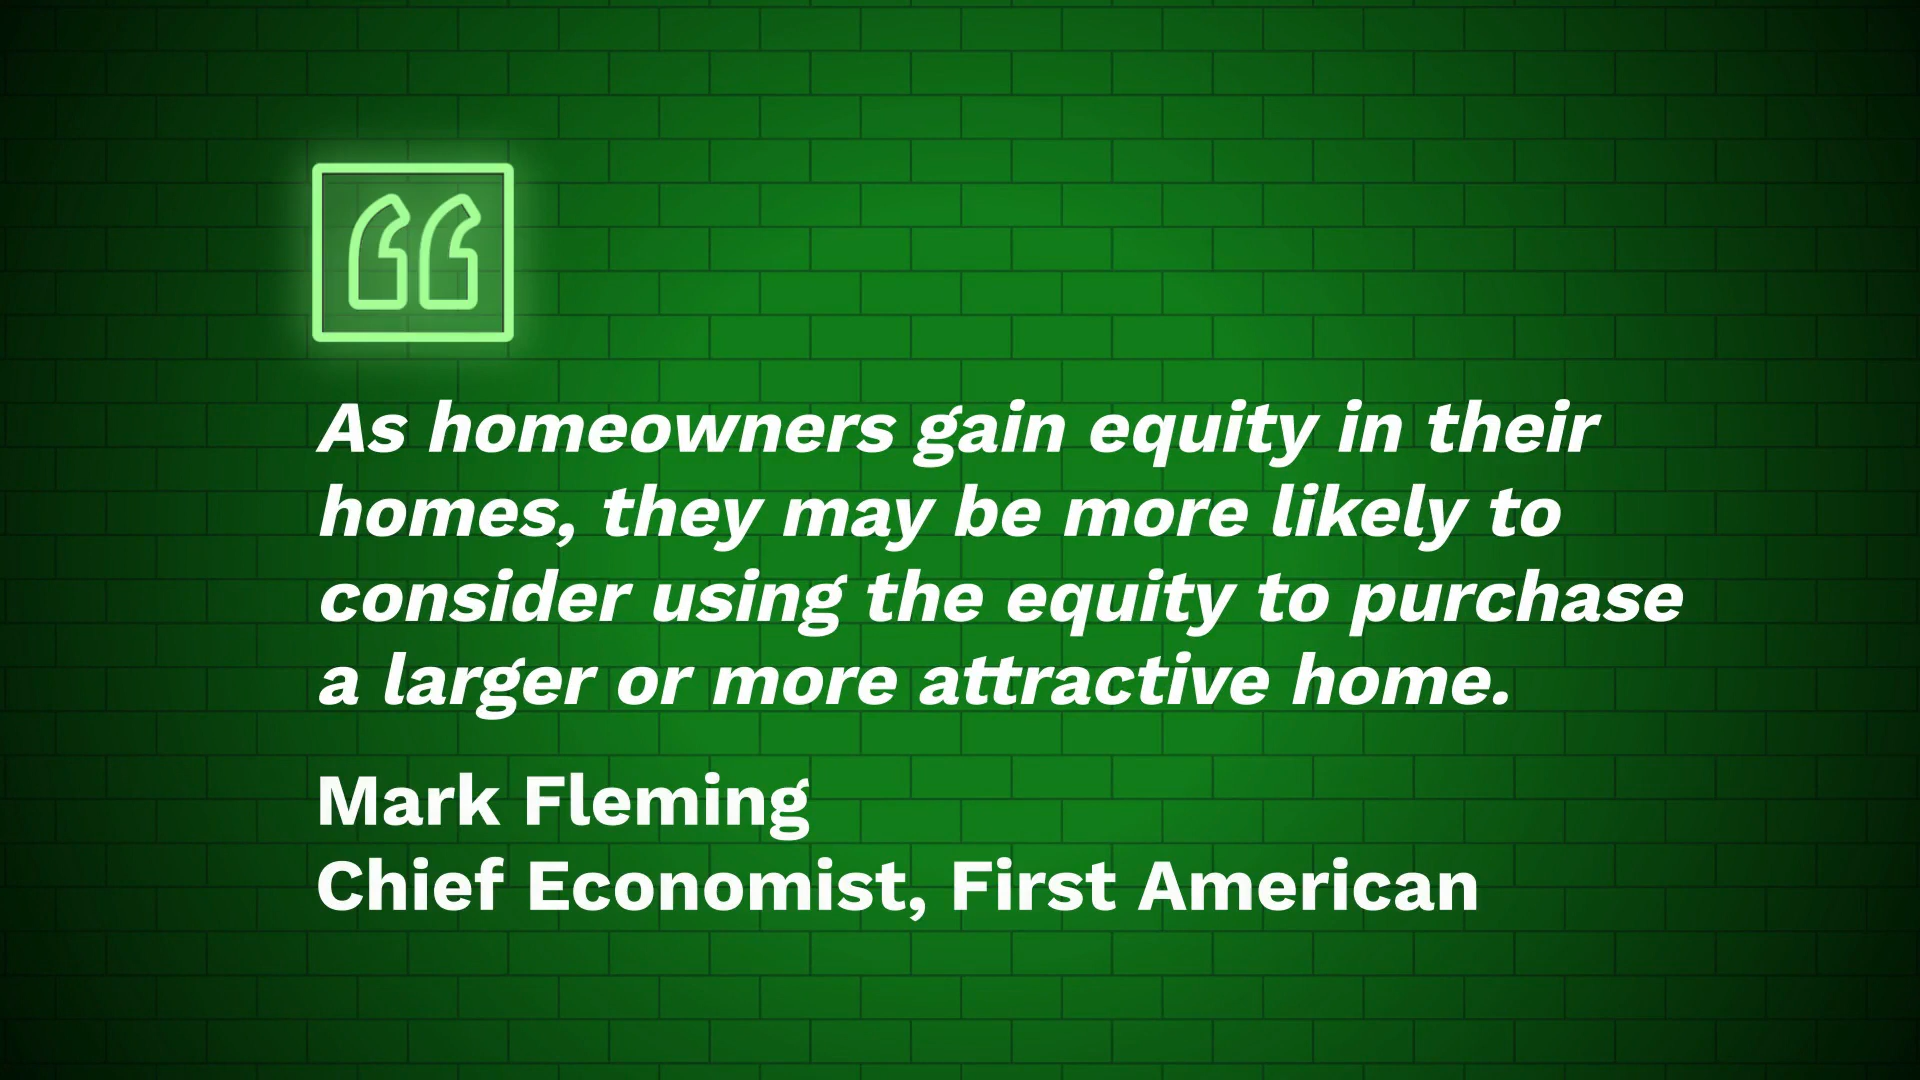 “
As homeowners gain equity in their
homes, they may be more likely to
consider using the equity to purchase
a larger or more attractive home.
Mark Fleming
Chief Economist, First American